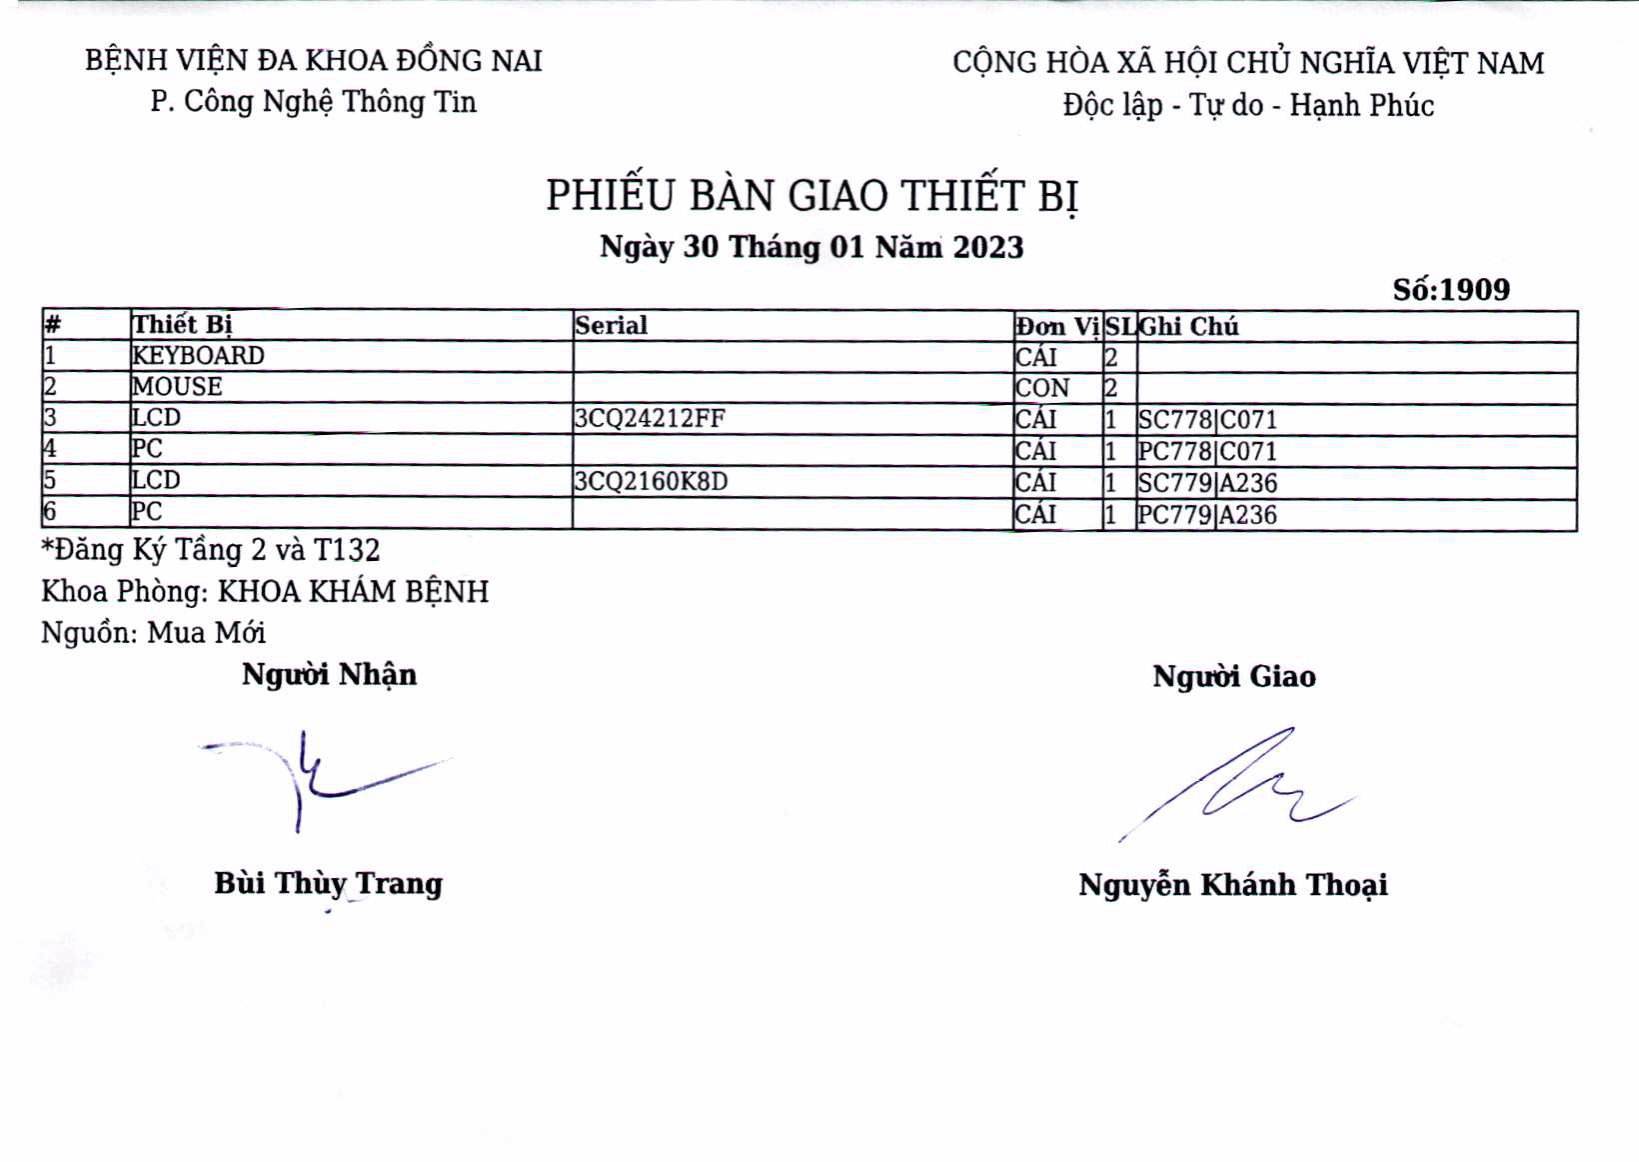 BỆNH VIỆN ĐA KHOA ĐỒNG NAI
P. Công Nghệ Thông Tin
CỘNG HÒA XÃ HỘI CHỦ NGHĨA VIỆT NAM
Độc lập - Tự do - Hạnh Phúc
PHIẾU BÀN GIAO THIẾT BỊ
Ngày 30 Tháng 01 Năm 2023
Số:1909
# Thiết Bị Serial Đơn Vị SL Ghi Chú
1 KEYBOARD CÁI 2
2 MOUSE CON 2
3 LCD 3CQ24212FF CÁI 1 SC778|C071
4 PC CÁI 1 PC778|C071
5 LCD 3CQ2160K8D CÁI 1 SC779|A236
6 PC CÁI 1 PC779|A236
*Đăng Ký Tầng 2 và T132
Khoa Phòng: KHOA KHÁM BỆNH
Nguồn: Mua Mới
Người Nhận Người Giao
Bùi Thùy Trang Nguyễn Khánh Thoại